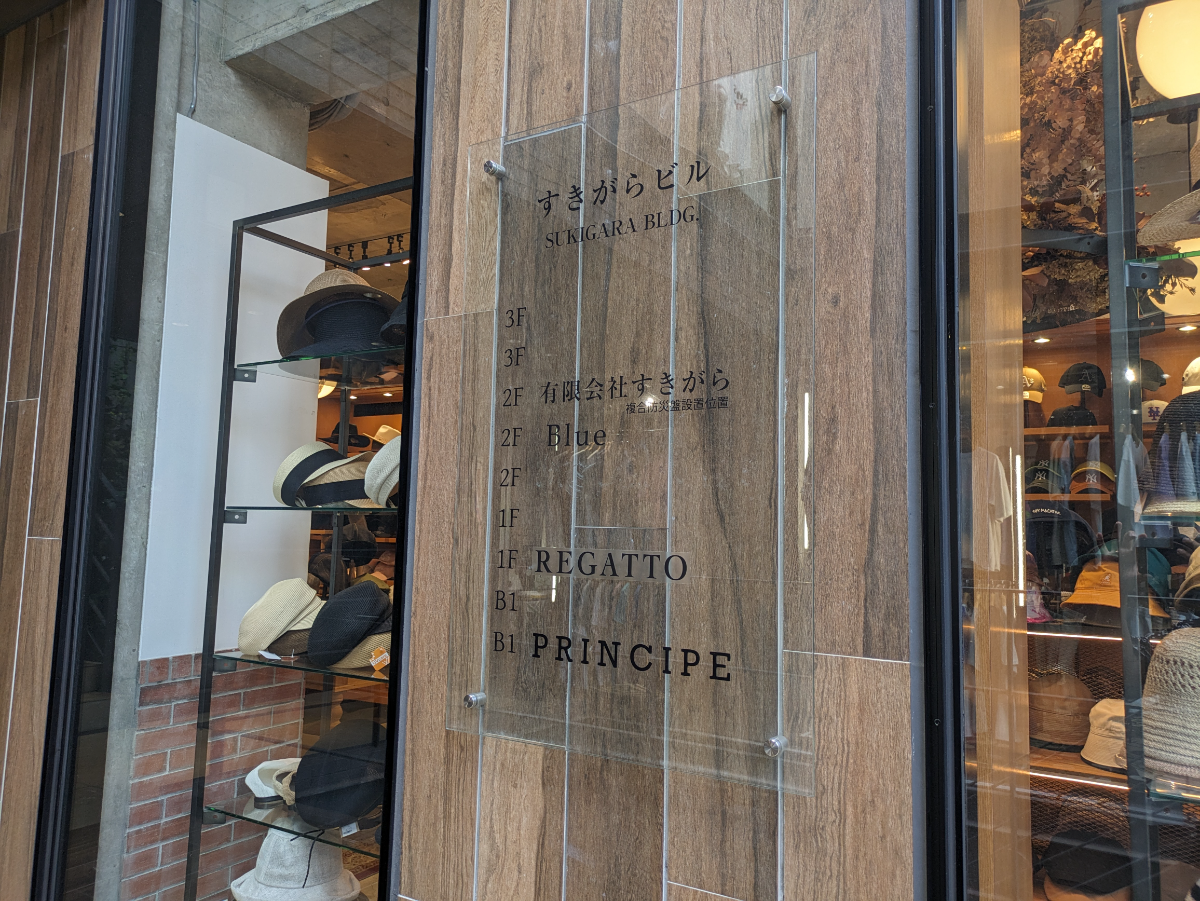 すきがらビル
SUKIGARA BLDG.
3F
3F
2F 有限会社すきがら
複合防災盤設置位置
2F Blue
2F
1F
1F REGATTO
B1
B1 PRINCIPE